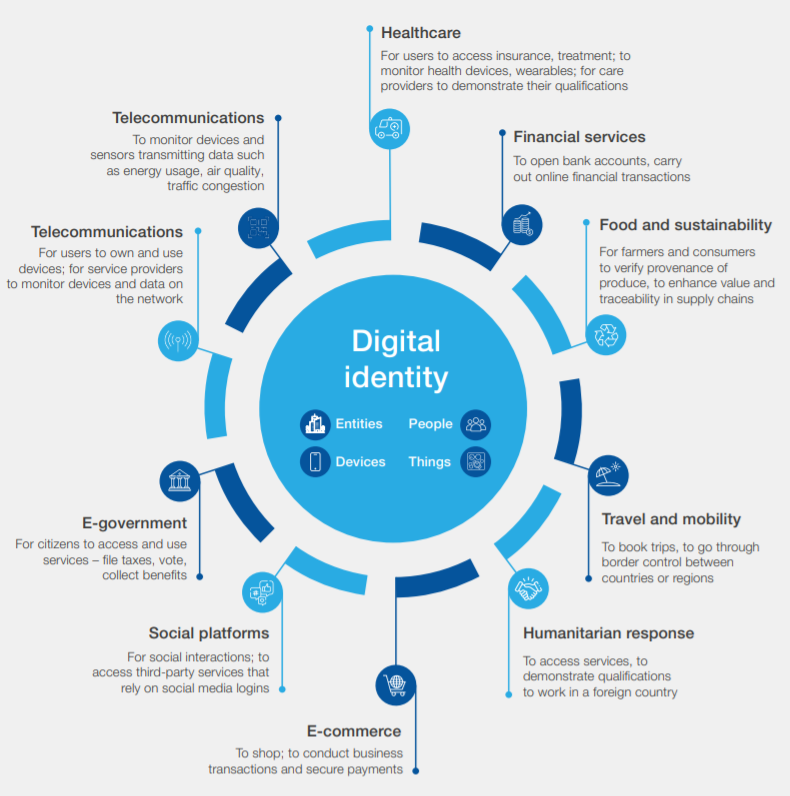 Healthcare
For users to access insurance, treatment; to
monitor health devices, wearables; for care
providers to demonstrate their qualifications
Financial services
To open bank accounts, carry
out online financial transactions
Food and sustainability
For farmers and consumers
to verify provenance of
produce, to enhance value and
traceability in supply chains
Travel and mobility
To book trips, to go through
border control between
countries or regions
Humanitarian response
To access services, to
demonstrate qualifications
to work in a foreign country
E-commerce
To shop; to conduct business
transactions and secure payments
Social platforms
For social interactions; to
access third-party services that
rely on social media logins
E-government
For citizens to access and use
services – file taxes, vote,
collect benefits
Telecommunications
For users to own and use
devices; for service providers
to monitor devices and data on
the network
Telecommunications
To monitor devices and
sensors transmitting data such
as energy usage, air quality,
traffic congestion
Digital
identity
Entities
People
Devices
Things